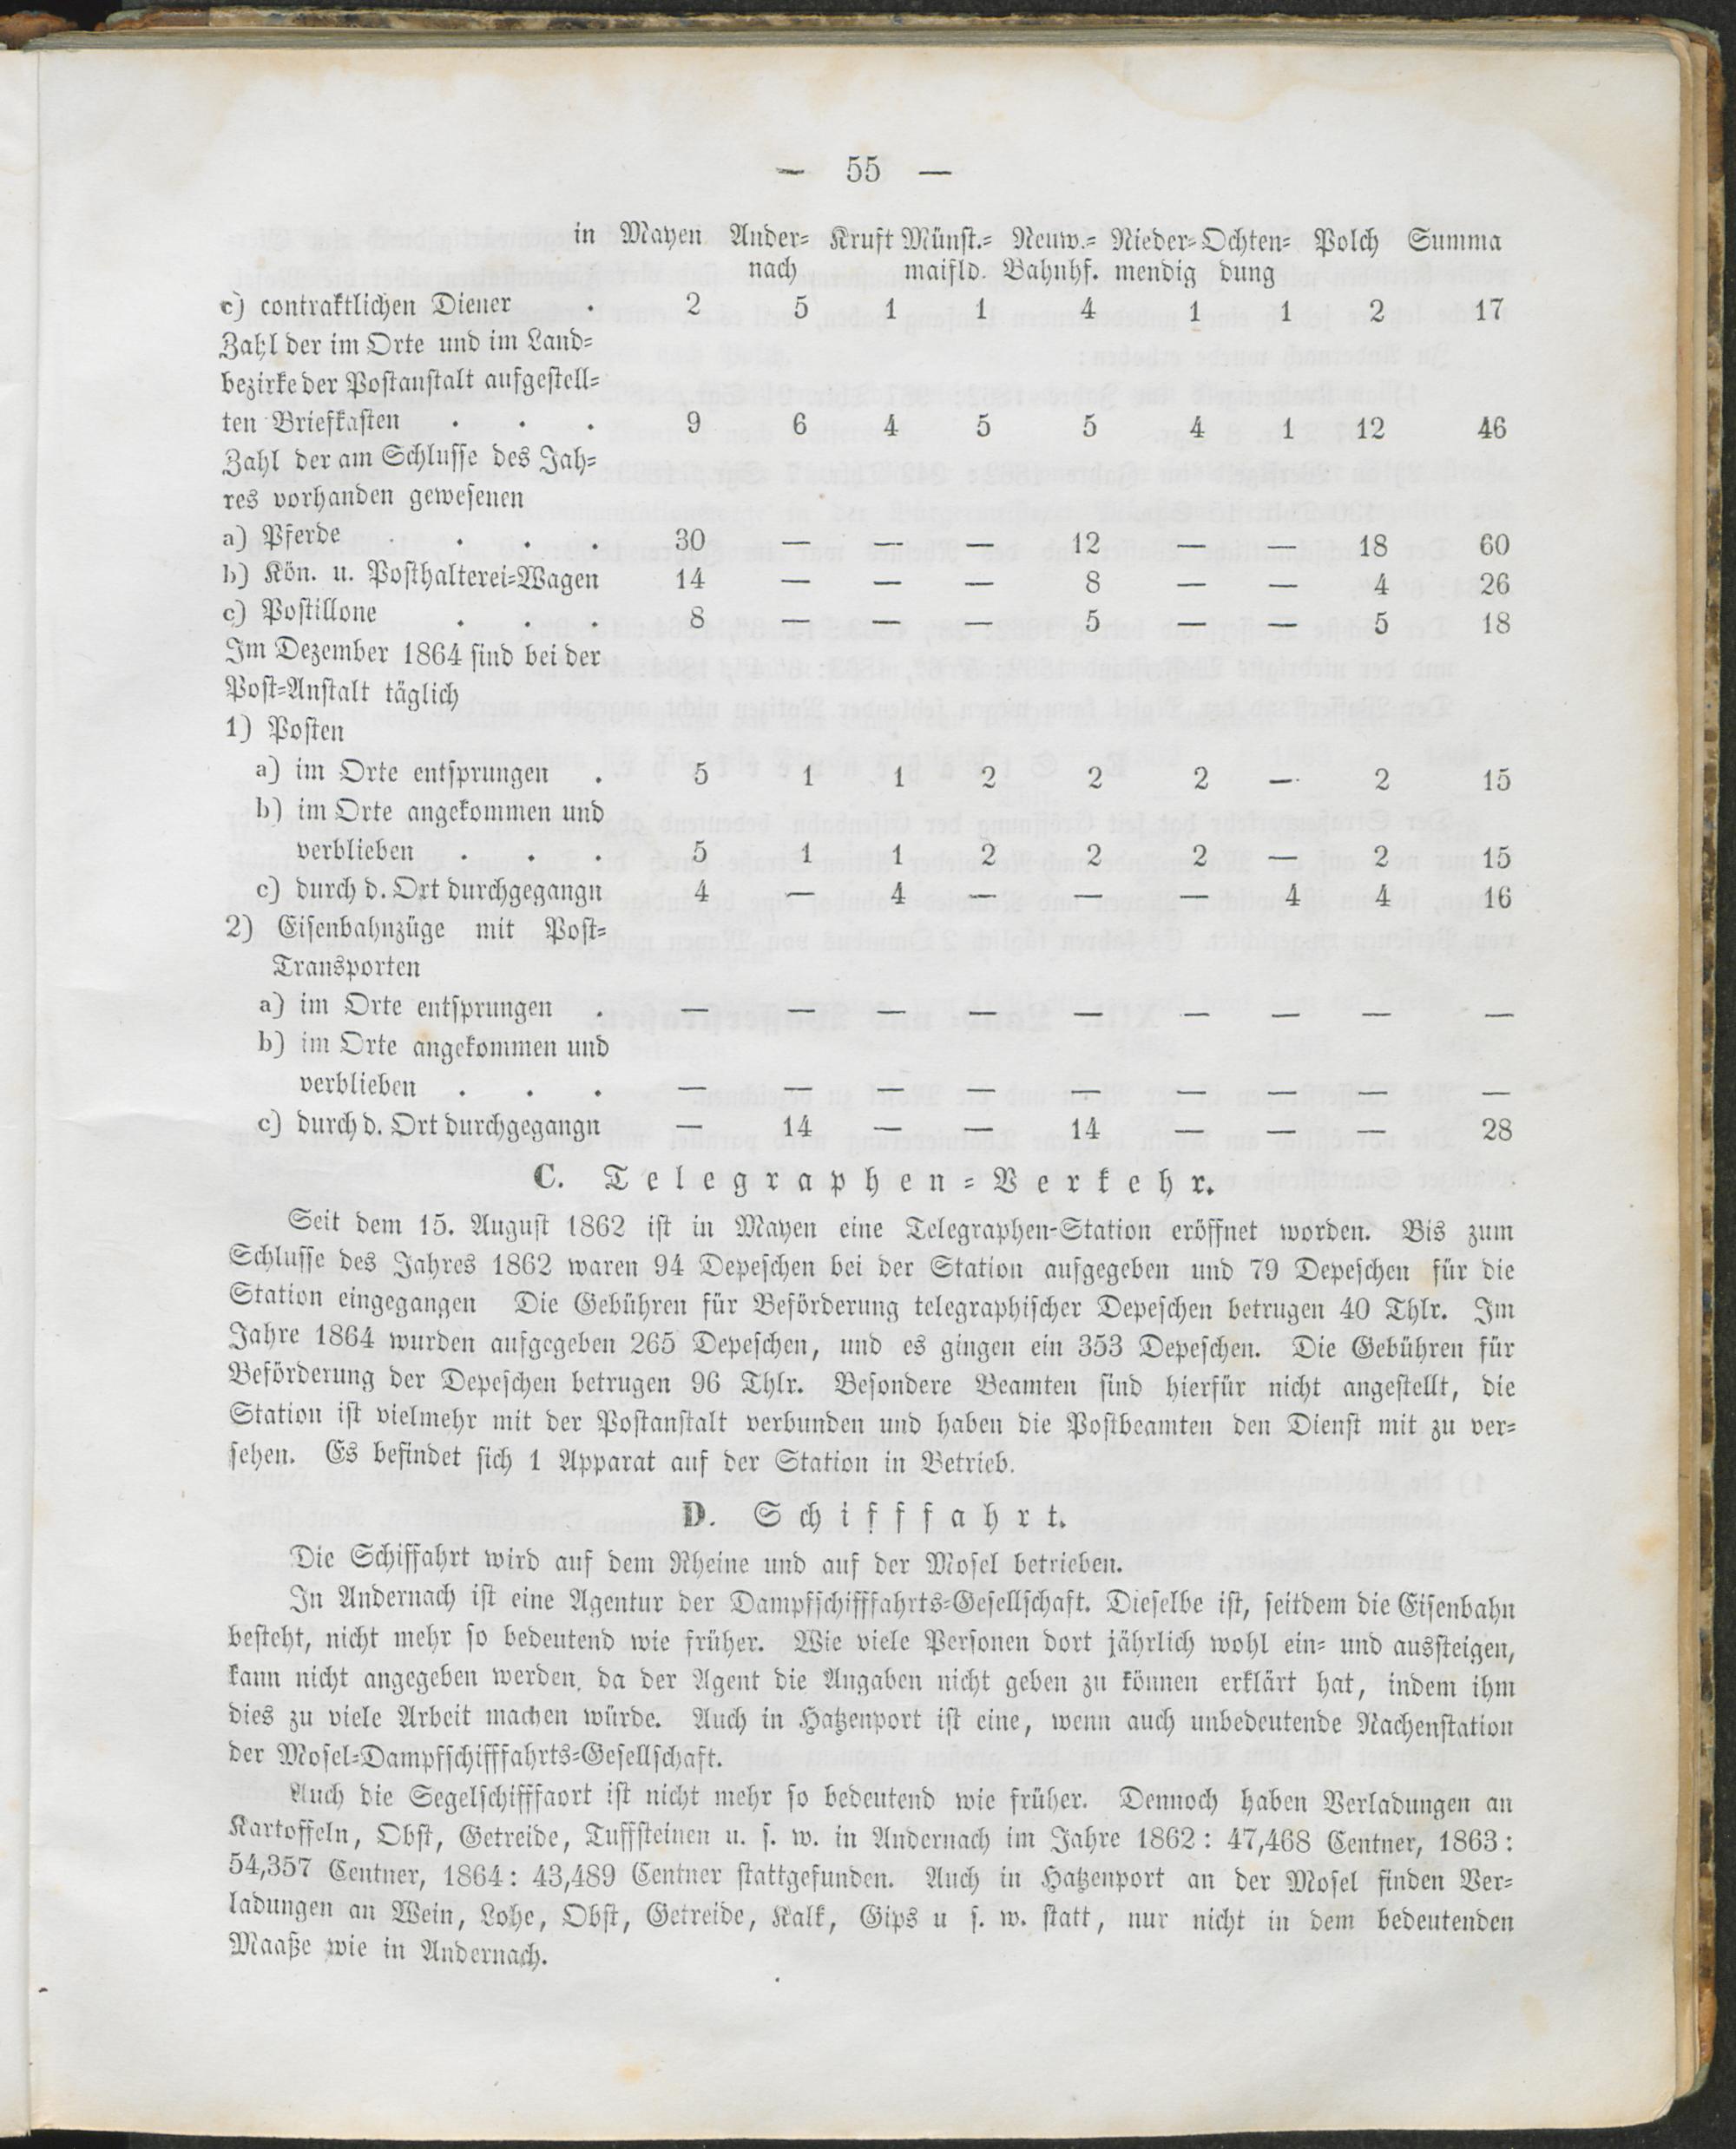 — 55 —
in Mayen Ander= Kruft Münst.= Neuw.= Nieder= Ochten= Polch Summa
nach maifld. Bahnhf. mendig dung
c) contraktlichen Diener . 2 5 1 1 4 1 1 2 17
Zahl der im Orte und im Land=
bezirke der Postanstalt aufgestell=
ten Briefkasten . . . 9 6 4 5 5 4 1 12 46
Zahl der am Schlusse des Jah=
res vorhanden gewesenen
a) Pferde . . . . 30 — — — 12 — — 18 60
b) Kön. u. Posthalterei=Wagen 14 — — — 8 — — 4 26
c) Postillone . . . 8 — — — 5 — — 5 18
Im Dezember 1864 sind bei der
Post=Anstalt täglich
1) Posten
a) im Orte entsprungen . 5 1 1 2 2 2 — 2 15
b) im Orte angekommen und
verblieben . . . 5 1 1 2 2 2 — 2 15
c) durch d. Ort durchgegangn 4 — 4 — — — 4 4 16
2) Eisenbahnzüge mit Post=
Transporten
a) im Orte entsprungen . — — — — — — — — —
b) im Orte angekommen und
verblieben . . . — — — — — — — — —
c) durch d. Ort durchgegangn — 14 — — 14 — — — 28
C. Telegraphen=Verkehr.
Seit dem 15. August 1862 ist in Mayen eine Telegraphen-Station eröffnet worden. Bis zum
Schlusse des Jahres 1862 waren 94 Depeschen bei der Station aufgegeben und 79 Depeschen für die
Station eingegangen Die Gebühren für Beförderung telegraphischer Depeschen betrugen 40 Thlr. Im
Jahre 1864 wurden aufgegeben 265 Depeschen, und es gingen ein 353 Depeschen. Die Gebühren für
Beförderung der Depeschen betrugen 96 Thlr. Besondere Beamten sind hierfür nicht angestellt, die
Station ist vielmehr mit der Postanstalt verbunden und haben die Postbeamten den Dienst mit zu ver=
sehen. Es befindet sich 1 Apparat auf der Station in Betrieb.
D. Schifffahrt.
Die Schiffahrt wird auf dem Rheine und auf der Mosel betrieben.
In Andernach ist eine Agentur der Dampfschifffahrts=Gesellschaft. Dieselbe ist, seitdem die Eisenbahn
besteht, nicht mehr so bedeutend wie früher. Wie viele Personen dort jährlich wohl ein= und aussteigen,
kann nicht angegeben werden, da der Agent die Angaben nicht geben zu können erklärt hat, indem ihm
dies zu viele Arbeit machen würde. Auch in Hatzenport ist eine, wenn auch unbedeutende Nachenstation
der Mosel=Dampfschifffahrts=Gesellschaft.
Auch die Segelschifffaort ist nicht mehr so bedeutend wie früher. Dennoch haben Verladungen an
Kartoffeln, Obst, Getreide, Tuffsteinen u. s. w. in Andernach im Jahre 1862: 47,468 Centner, 1863:
54,357 Centner, 1864: 43,489 Centner stattgefunden. Auch in Hatzenport an der Mosel finden Ver=
ladungen an Wein, Lohe, Obst, Getreide, Kalk, Gips u s. w. statt, nur nicht in dem bedeutenden
Maaße wie in Andernach.